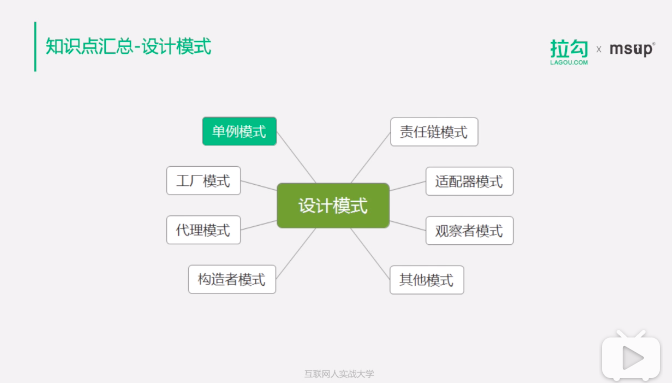 知识点汇总-设计模式
拉勾 x msup®
LAGOU.COM
单例模式
责任链模式
工厂模式
适配器模式
设计模式
代理模式
观察者模式
构造者模式
其他模式
互联网人实战大学